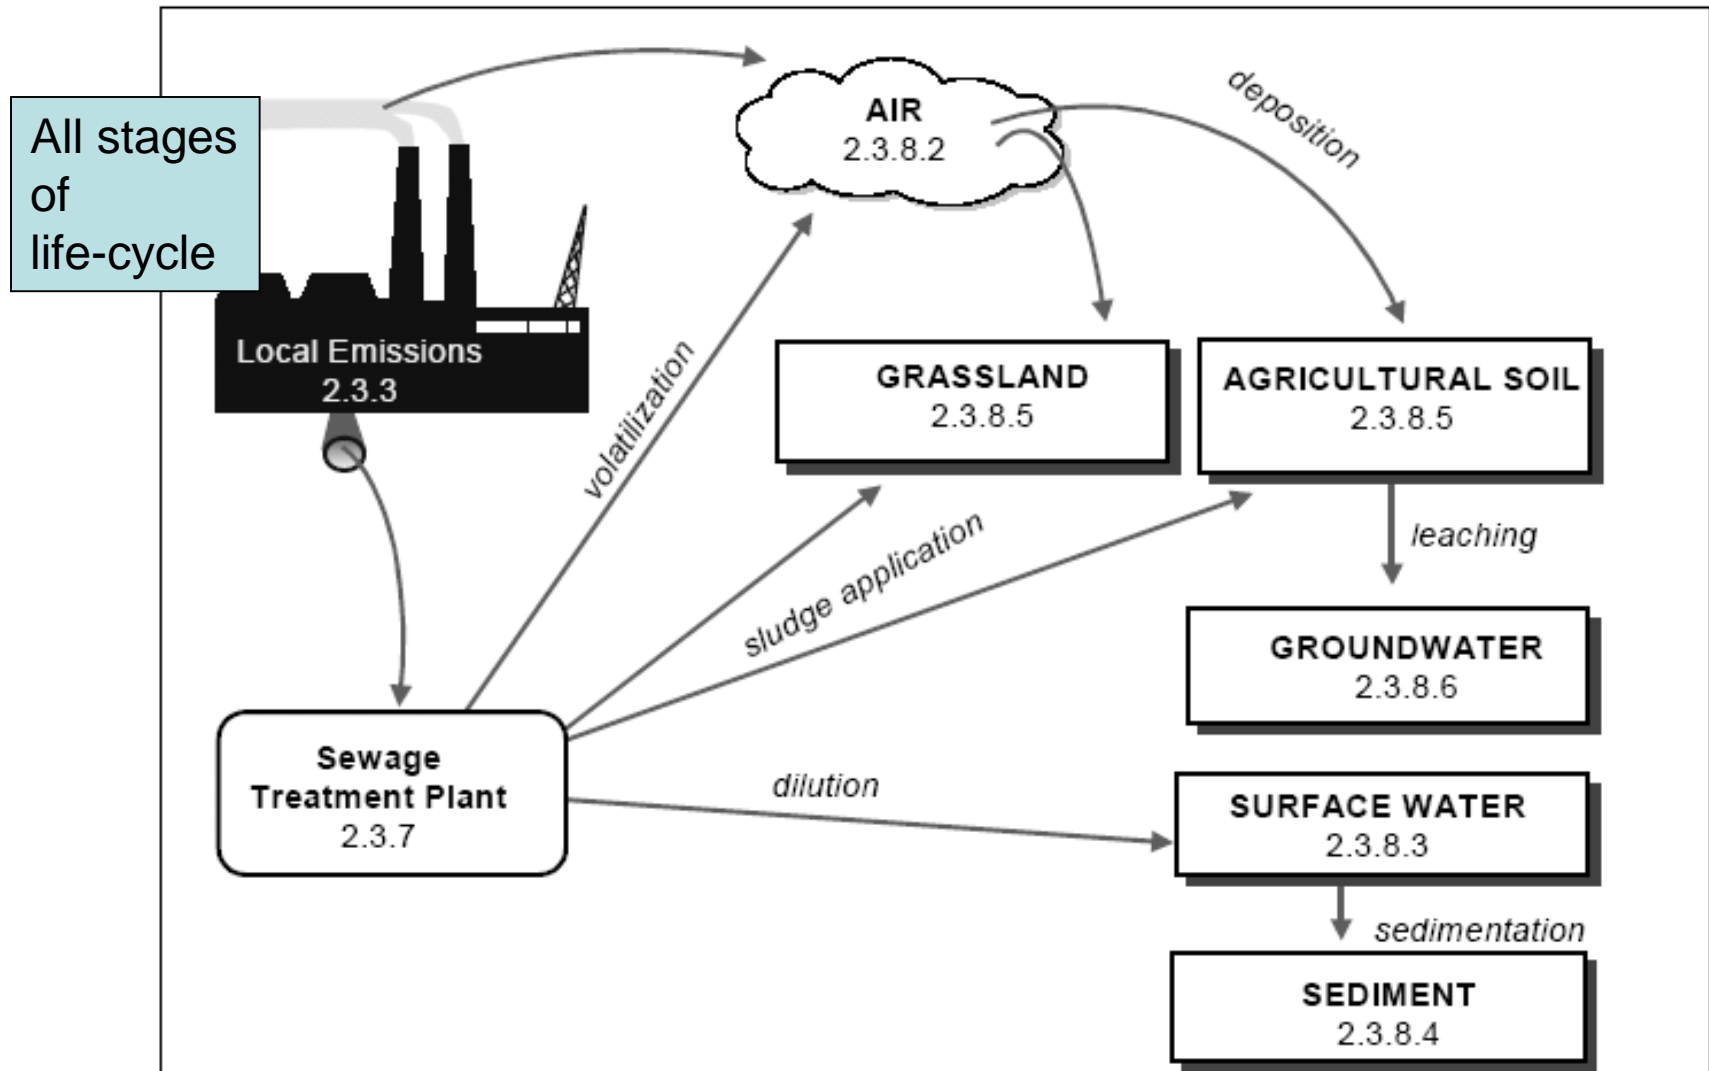 All stages
of
life-cycle
AIR
2.3.8.2
deposition
Local Emissions
2.3.3
volatilization
GRASSLAND
2.3.8.5
AGRICULTURAL SOIL
2.3.8.5
leaching
sludge application
GROUNDWATER
2.3.8.6
Sewage
Treatment Plant
2.3.7
dilution
SURFACE WATER
2.3.8.3
sedimentation
SEDIMENT
2.3.8.4